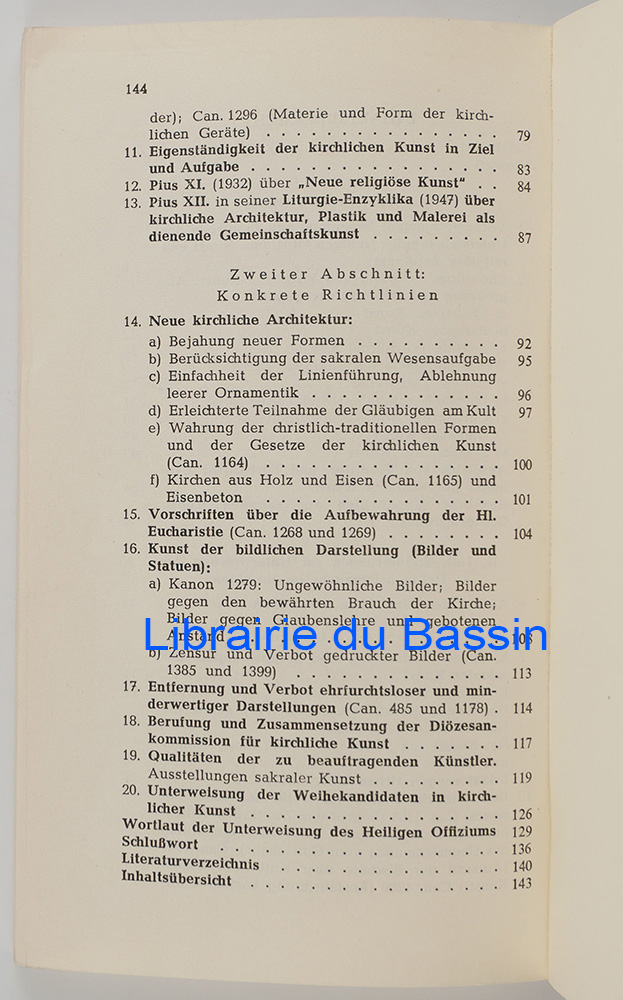 144
der); Can. 1296 (Materie und Form der kirch-
lichen Geräte) . . . . . . . . . . . . . . . . 79
11. Eigenständigkeit der kirchlichen Kunst in Ziel
und Aufgabe . . . . . . . . . . . . . . . . . 83
12. Pius XI. (1932) über „Neue religiöse Kunst“ . . 84
13. Pius XII. in seiner Liturgie-Enzyklika (1947) über
kirchliche Architektur, Plastik und Malerei als
dienende Gemeinschaftskunst . . . . . . . . . 87
Zweiter Abschnitt:
Konkrete Richtlinien
14. Neue kirchliche Architektur:
a) Bejahung neuer Formen . . . . . . . . . . 92
b) Berücksichtigung der sakralen Wesensaufgabe 95
c) Einfachheit der Linienführung, Ablehnung
leerer Ornamentik . . . . . . . . . . . . . 96
d) Erleichterte Teilnahme der Gläubigen am Kult 97
e) Wahrung der christlich-traditionellen Formen
und der Gesetze der kirchlichen Kunst
(Can. 1164) . . . . . . . . . . . . . . . . 100
f) Kirchen aus Holz und Eisen (Can. 1165) und
Eisenbeton . . . . . . . . . . . . . . . . 101
15. Vorschriften über die Aufbewahrung der Hl.
Eucharistie (Can. 1268 und 1269) . . . . . . . . 104
16. Kunst der bildlichen Darstellung (Bilder und
Statuen):
a) Kanon 1279: Ungewöhnliche Bilder; Bilder
gegen den bewährten Brauch der Kirche;
Bilder gegen Glaubenslehre und gebotenen
Anstand . . . . . . . . . . . . . . . . . 108
Librairie du Bassin
b) Zensur und Verbot gedruckter Bilder (Can.
1385 und 1399) . . . . . . . . . . . . . . 113
17. Entfernung und Verbot ehrfurchtsloser und min-
derwertiger Darstellungen (Can. 485 und 1178) . 114
18. Berufung und Zusammensetzung der Diözesan-
kommission für kirchliche Kunst . . . . . . . 117
19. Qualitäten der zu beauftragenden Künstler.
Ausstellungen sakraler Kunst . . . . . . . . . 119
20. Unterweisung der Weihekandidaten in kirch-
licher Kunst . . . . . . . . . . . . . . . . . 126
Wortlaut der Unterweisung des Heiligen Offiziums 129
Schlußwort . . . . . . . . . . . . . . . . . . 136
Literaturverzeichnis . . . . . . . . . . . . . . 140
Inhaltsübersicht . . . . . . . . . . . . . . . . 143